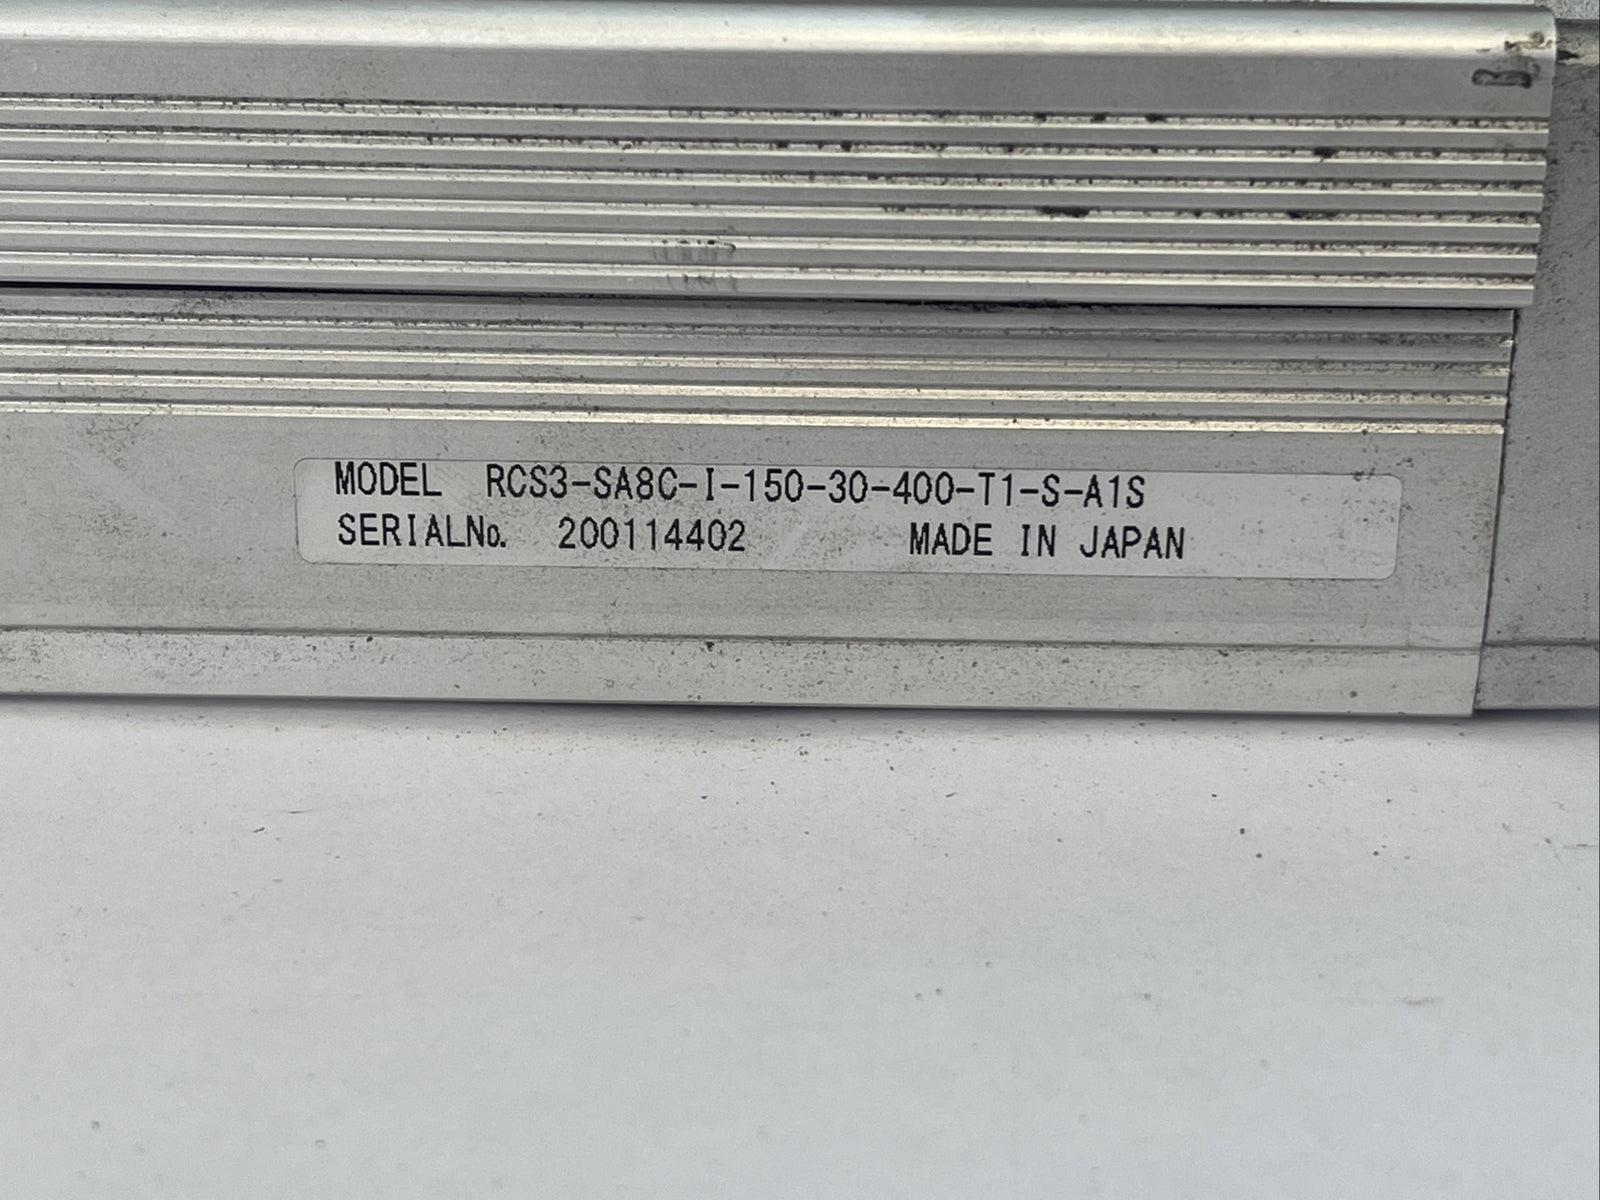 MODEL RCS3-SA8C-I-150-30-400-T1-S-A1S
SERIALNo. 200114402 MADE IN JAPAN